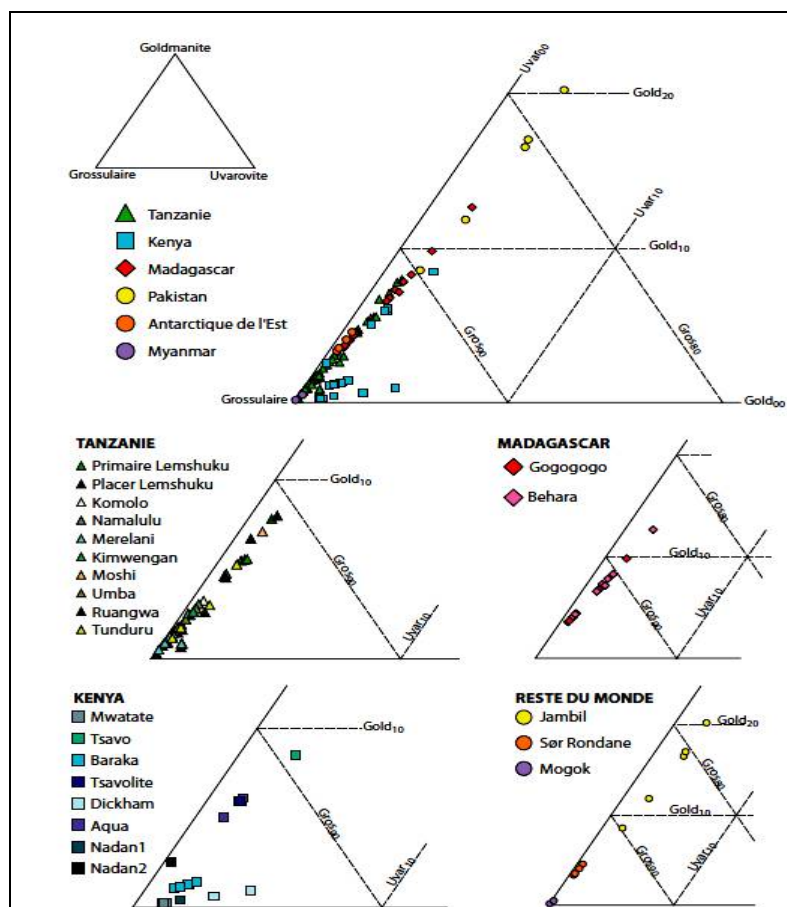 Goldmanite
Grossulaire
Uvarovite
Tanzanie
Kenya
Madagascar
Pakistan
Antarctique de l'Est
Myanmar
Uvar00
Gold20
Uvar10
Gold10
Gros90
Gros80
Grossulaire
Gold00
TANZANIE
Primaire Lemshuku
Placer Lemshuku
Komolo
Namalulu
Merelani
Kimwengan
Moshi
Umba
Ruangwa
Tunduru
Gold10
Gros90
Uvar10
MADAGASCAR
Gogogogo
Behara
Gros80
Gold10
Gros90
Uvar10
KENYA
Mwatate
Tsavo
Baraka
Tsavolite
Dickham
Aqua
Nadan1
Nadan2
Gold10
Gros90
Uvar10
RESTE DU MONDE
Jambil
Sør Rondane
Mogok
Gold20
Gros80
Gold10
Gros90
Uvar10